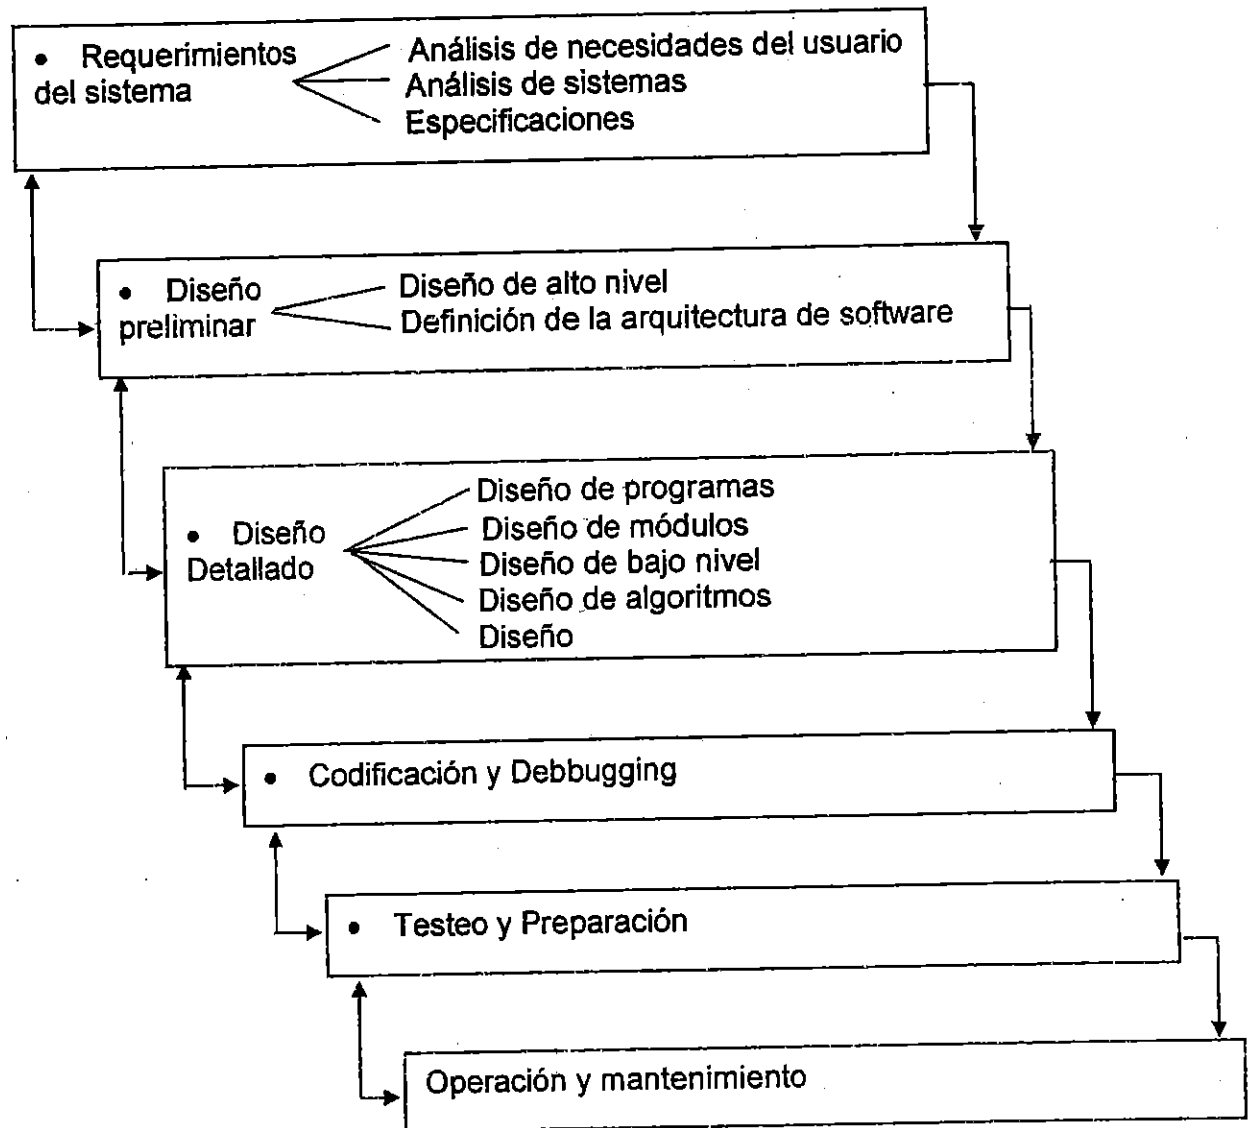 • Requerimientos
del sistema
Análisis de necesidades del usuario
Análisis de sistemas
Especificaciones
• Diseño
preliminar
Diseño de alto nivel
Definición de la arquitectura de software
• Diseño
Detallado
Diseño de programas
Diseño de módulos
Diseño de bajo nivel
Diseño de algoritmos
Diseño
• Codificación y Debbugging
• Testeo y Preparación
Operación y mantenimiento